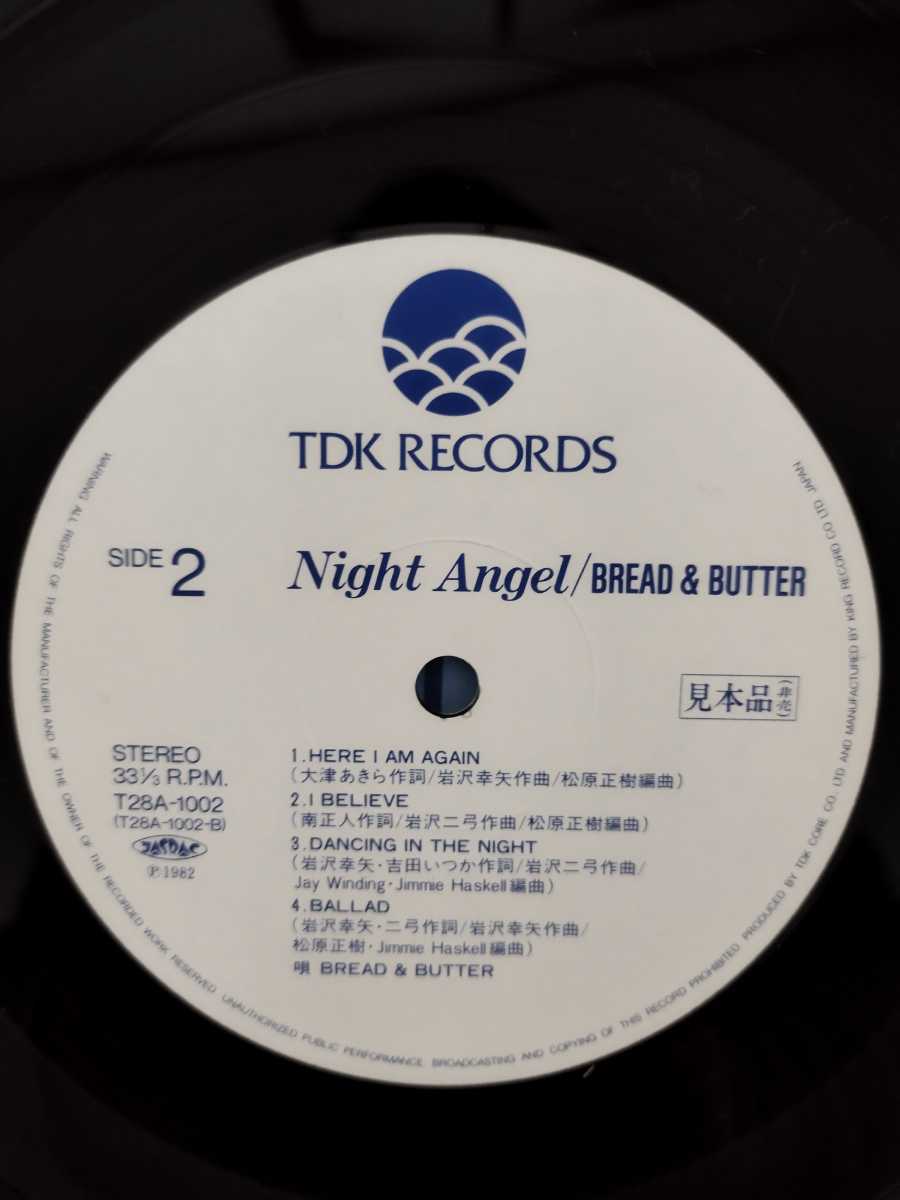 TDK RECORDS
SIDE 2
Night Angel/BREAD & BUTTER
見本品(非売)
STEREO
33⅓ R.P.M.
T28A-1002
(T28A-1002-B)
JASRAC
Ⓟ1982
1.HERE I AM AGAIN
(大津あきら作詞/岩沢幸矢作曲/松原正樹編曲)
2.I BELIEVE
(南正人作詞/岩沢二弓作曲/松原正樹編曲)
3.DANCING IN THE NIGHT
(岩沢幸矢・吉田いつか作詞/岩沢二弓作曲/
Jay Winding・Jimmie Haskell編曲)
4.BALLAD
(岩沢幸矢・二弓作詞/岩沢幸矢作曲/
松原正樹・Jimmie Haskell編曲)
唄 BREAD & BUTTER
WARNING ALL RIGHTS OF THE MANUFACTURER AND OF THE OWNER OF THE RECORDED WORK RESERVED UNAUTHORIZED PUBLIC PERFORMANCE BROADCASTING AND COPYING OF THIS RECORD PROHIBITED PRODUCED BY TDK CORE CO., LTD AND MANUFACTURED BY KING RECORD CO LTD JAPAN